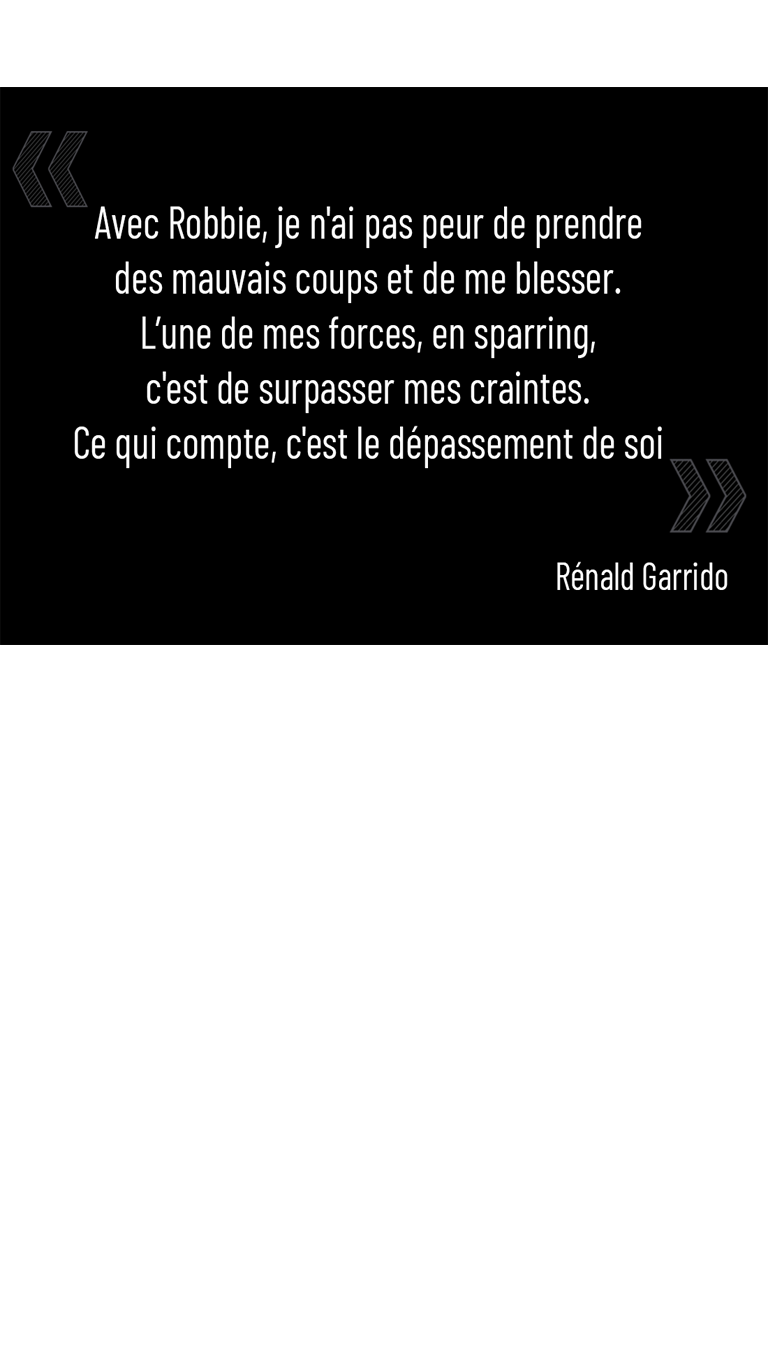 «
Avec Robbie, je n'ai pas peur de prendre
des mauvais coups et de me blesser.
L’une de mes forces, en sparring,
c'est de surpasser mes craintes.
Ce qui compte, c'est le dépassement de soi
»
Rénald Garrido